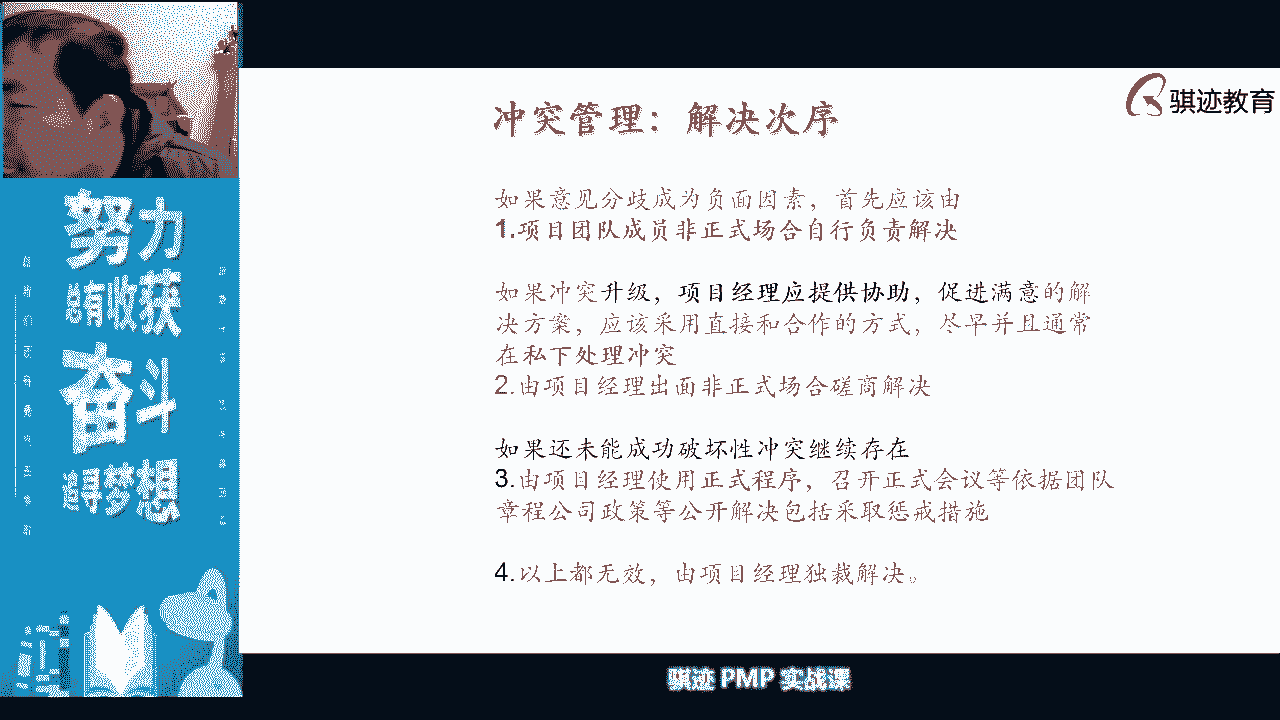 骐迹教育
冲突管理：解决次序
如果意见分歧成为负面因素，首先应该由
1.项目团队成员非正式场合自行负责解决
如果冲突升级，项目经理应提供协助，促进满意的解
决方案，应该采用直接和合作的方式，尽早并且通常
在私下处理冲突
2.由项目经理出面非正式场合磋商解决
如果还未能成功破坏性冲突继续存在
3.由项目经理使用正式程序，召开正式会议等依据团队
章程公司政策等公开解决包括采取惩戒措施
4.以上都无效，由项目经理独裁解决。
努力
总有收获
奋斗
追寻梦想
骐迹 PMP 实战课